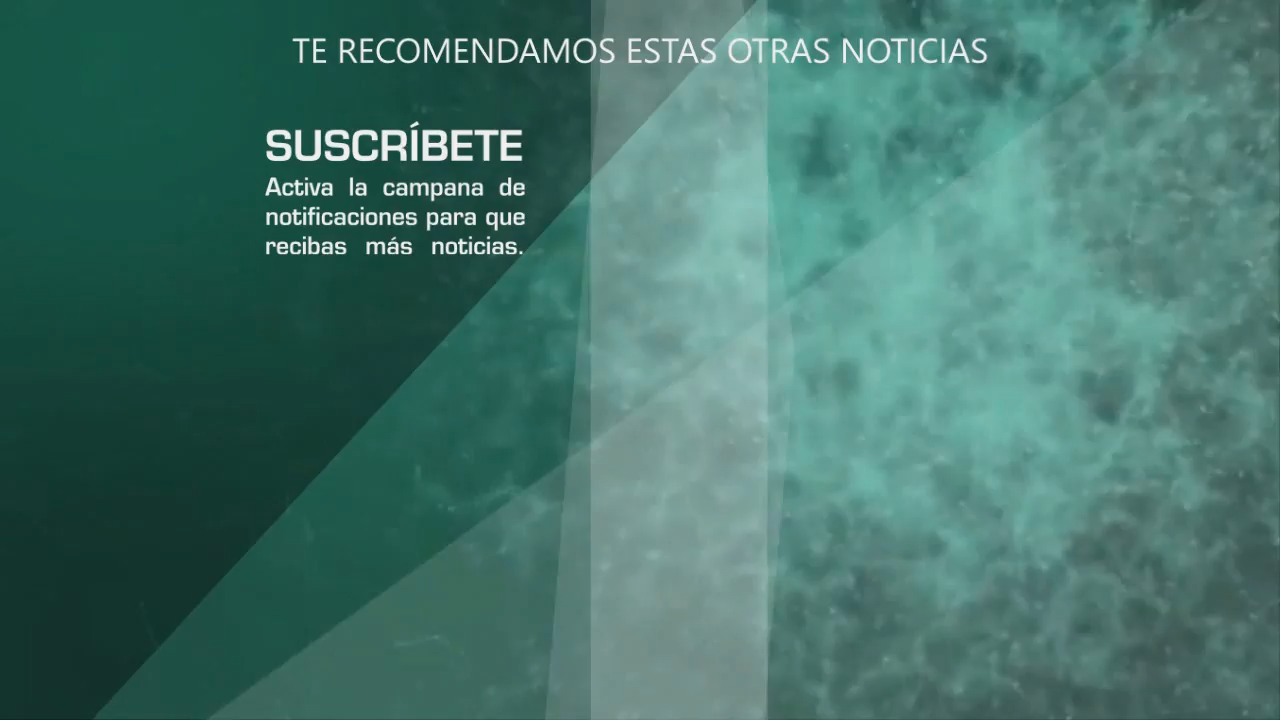 TE RECOMENDAMOS ESTAS OTRAS NOTICIAS
SUSCRÍBETE
Activa la campana de
notificaciones para que
recibas más noticias.